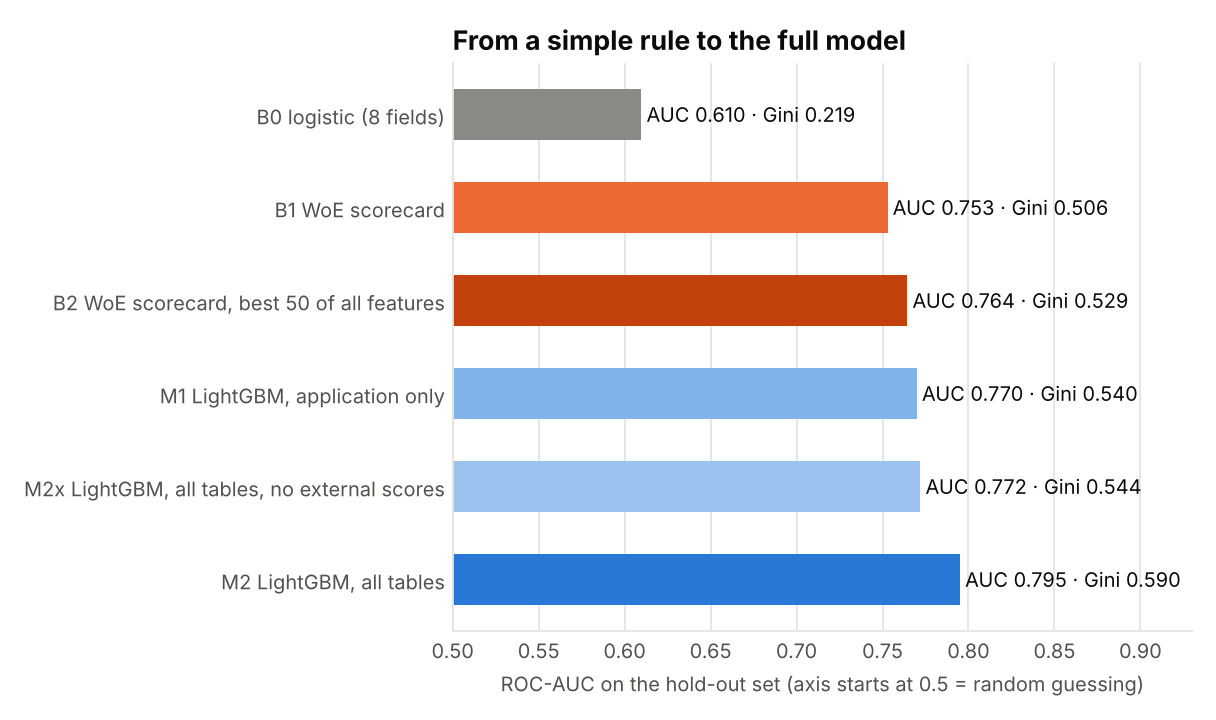 From a simple rule to the full model
B0 logistic (8 fields)
AUC 0.610 · Gini 0.219
B1 WoE scorecard
AUC 0.753 · Gini 0.506
B2 WoE scorecard, best 50 of all features
AUC 0.764 · Gini 0.529
M1 LightGBM, application only
AUC 0.770 · Gini 0.540
M2x LightGBM, all tables, no external scores
AUC 0.772 · Gini 0.544
M2 LightGBM, all tables
AUC 0.795 · Gini 0.590
0.50 0.55 0.60 0.65 0.70 0.75 0.80 0.85 0.90
ROC-AUC on the hold-out set (axis starts at 0.5 = random guessing)